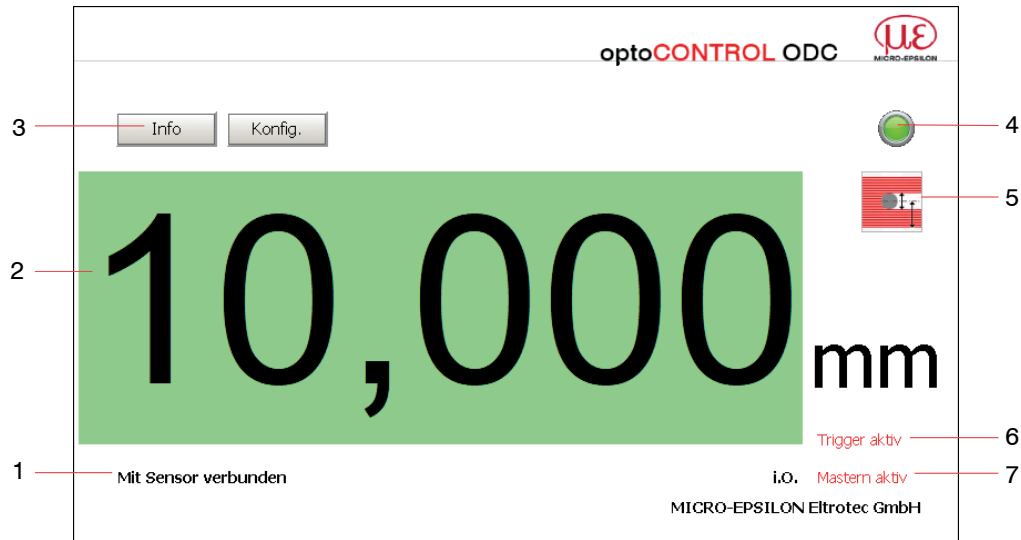 optoCONTROL ODC
με
MICRO-EPSILON
3
Info
Konfig.
4
5
2
10,000
mm
Trigger aktiv
6
1
Mit Sensor verbunden
i.O.
Mastern aktiv
7
MICRO-EPSILON Eltrotec GmbH